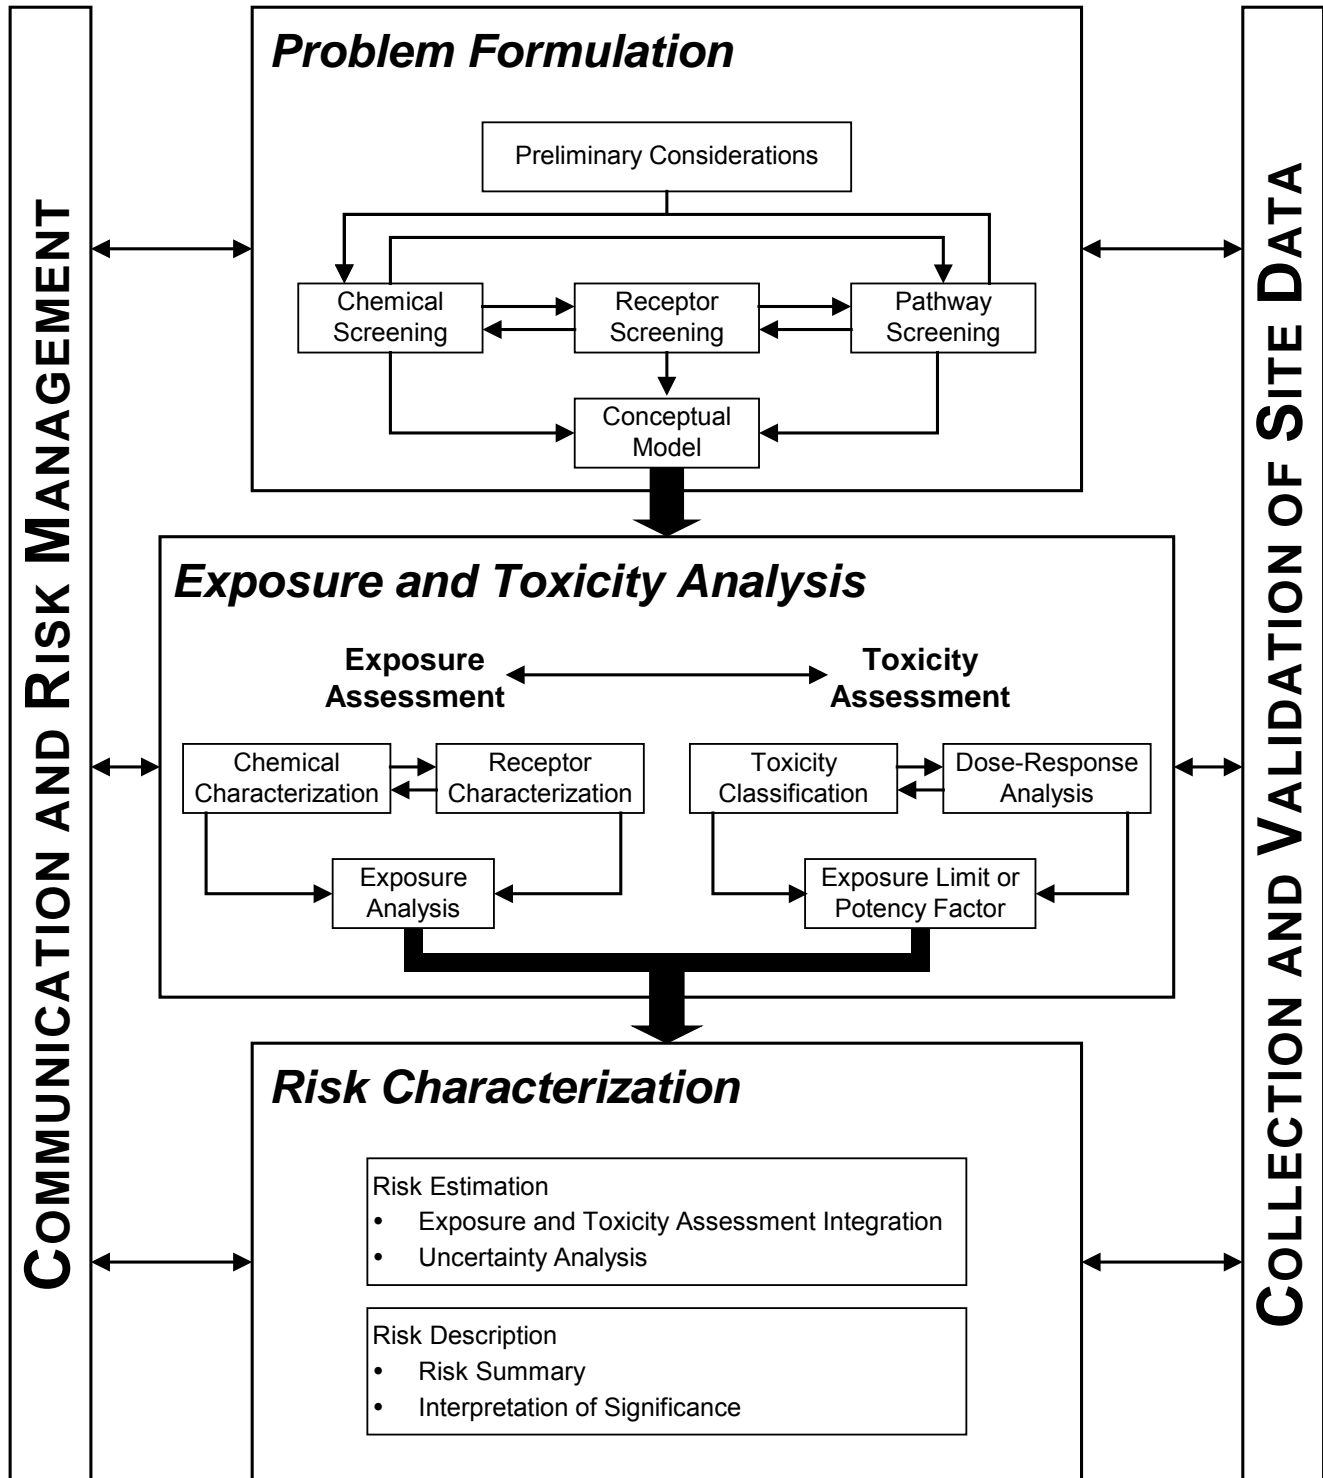 COMMUNICATION AND RISK MANAGEMENT
Problem Formulation
Preliminary Considerations
Chemical
Screening
Receptor
Screening
Pathway
Screening
Conceptual
Model
Exposure and Toxicity Analysis
Exposure
Assessment
Toxicity
Assessment
Chemical
Characterization
Receptor
Characterization
Toxicity
Classification
Dose-Response
Analysis
Exposure
Analysis
Exposure Limit or
Potency Factor
Risk Characterization
Risk Estimation
• Exposure and Toxicity Assessment Integration
• Uncertainty Analysis
Risk Description
• Risk Summary
• Interpretation of Significance
COLLECTION AND VALIDATION OF SITE DATA